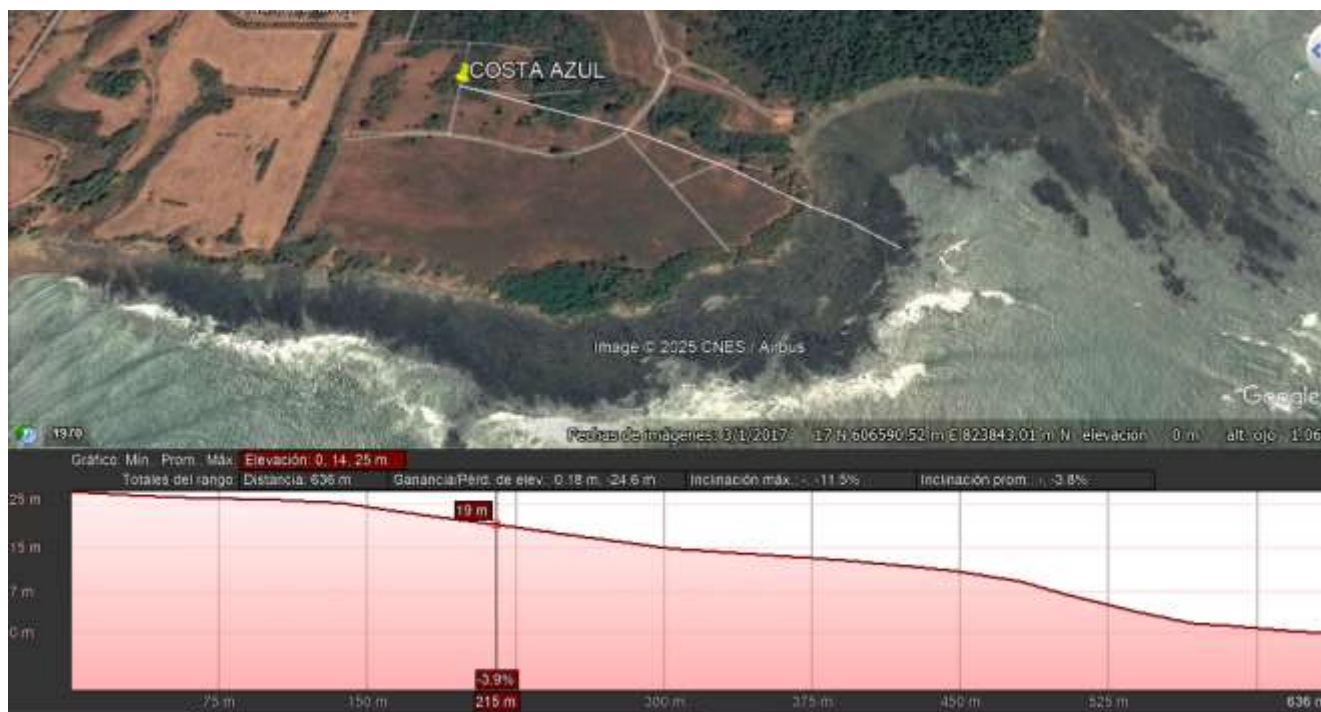 COSTA AZUL
Image © 2025 CNES / Airbus
Google
1970
Fechas de imágenes: 3/1/2017 17 N 606590.52 m E 823843.01 m N elevación 0 m alt. ojo 1.06
Gráfico: Mín. Prom. Máx. Elevación: 0, 14, 25 m
Totales del rango: Distancia: 636 m Ganancia/Pérd. de elev.: 0.18 m, -24.6 m Inclinación máx.: -, -11.5% Inclinación prom.: -, -3.8%
25 m
19 m
15 m
7 m
0 m
-3.9%
75 m 150 m 215 m 300 m 375 m 450 m 525 m 636 m